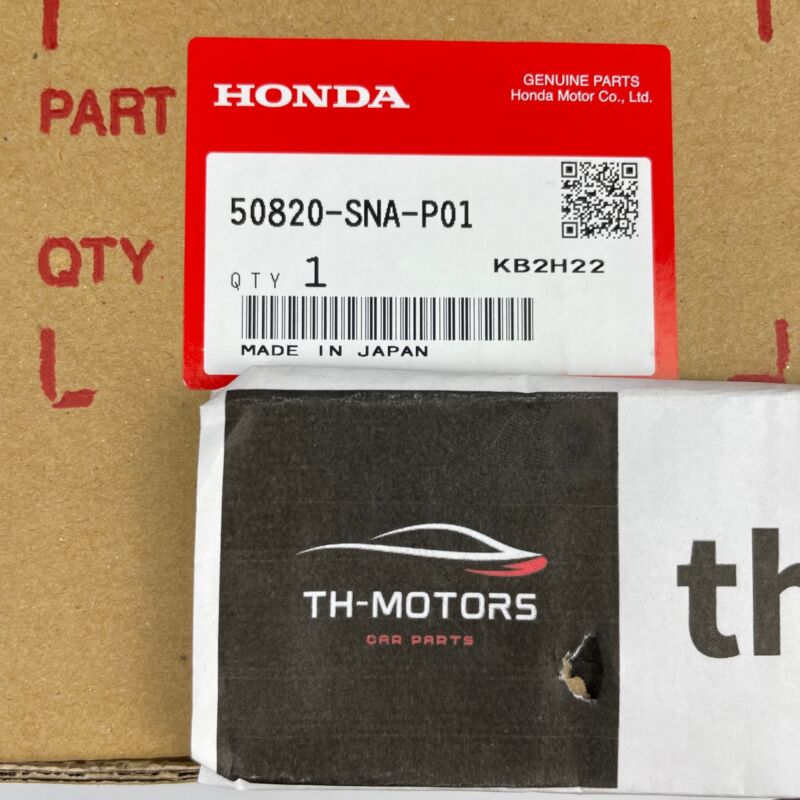 PART
HONDA
GENUINE PARTS
Honda Motor Co., Ltd.
50820-SNA-P01
QTY
QTY 1
KB2H22
MADE IN JAPAN
TH-MOTORS
CAR PARTS
th